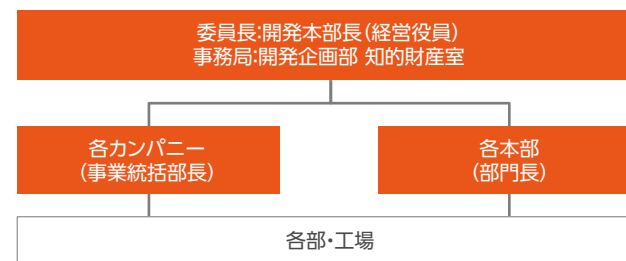 委員長:開発本部長(経営役員)
事務局:開発企画部 知的財産室
各カンパニー
(事業統括部長)
各本部
(部門長)
各部・工場